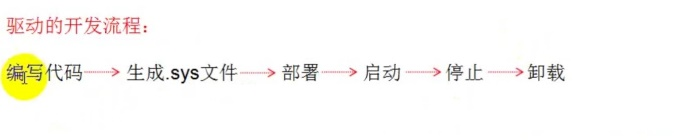 驱动的开发流程：
编写代码 → 生成.sys文件 → 部署 → 启动 → 停止 → 卸载